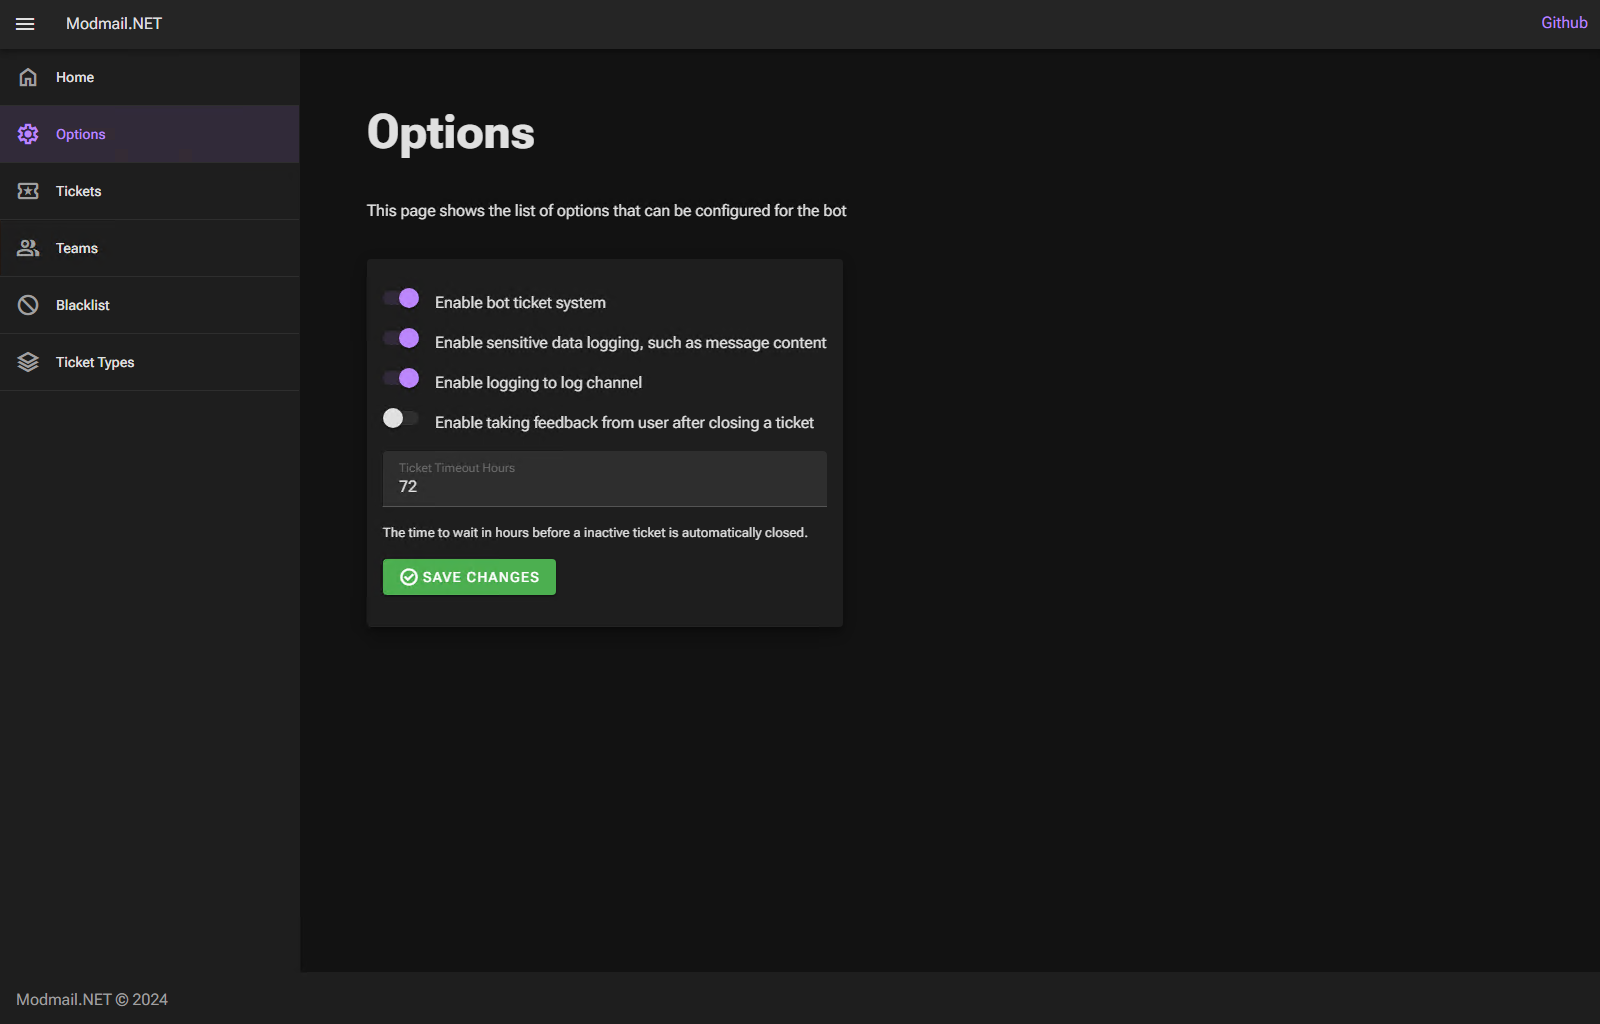 Modmail.NET
Github
Home
Options
Tickets
Teams
Blacklist
Ticket Types
Options
This page shows the list of options that can be configured for the bot
Enable bot ticket system
Enable sensitive data logging, such as message content
Enable logging to log channel
Enable taking feedback from user after closing a ticket
Ticket Timeout Hours
72
The time to wait in hours before a inactive ticket is automatically closed.
SAVE CHANGES
Modmail.NET © 2024